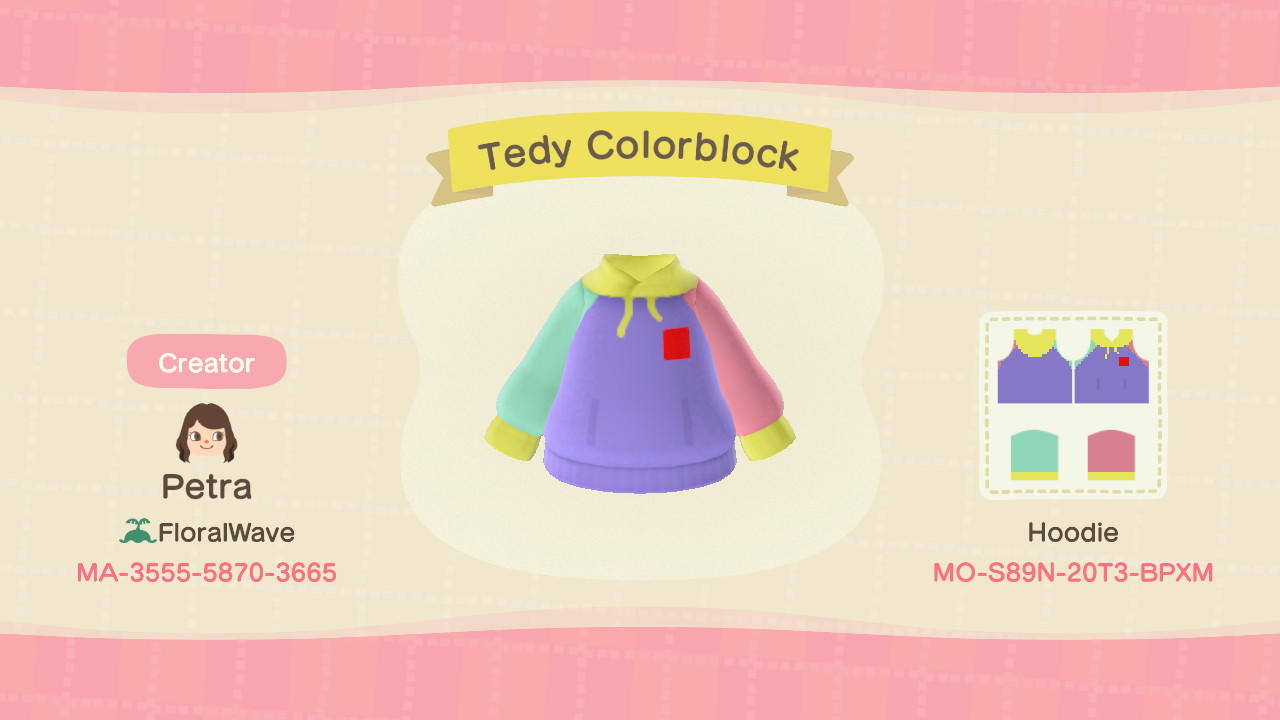 Tedy Colorblock
Creator
Petra
FloralWave
MA-3555-5870-3665
Hoodie
MO-S89N-20T3-BPXM